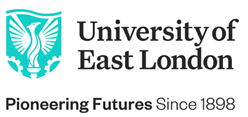 University of
East London
Pioneering Futures Since 1898